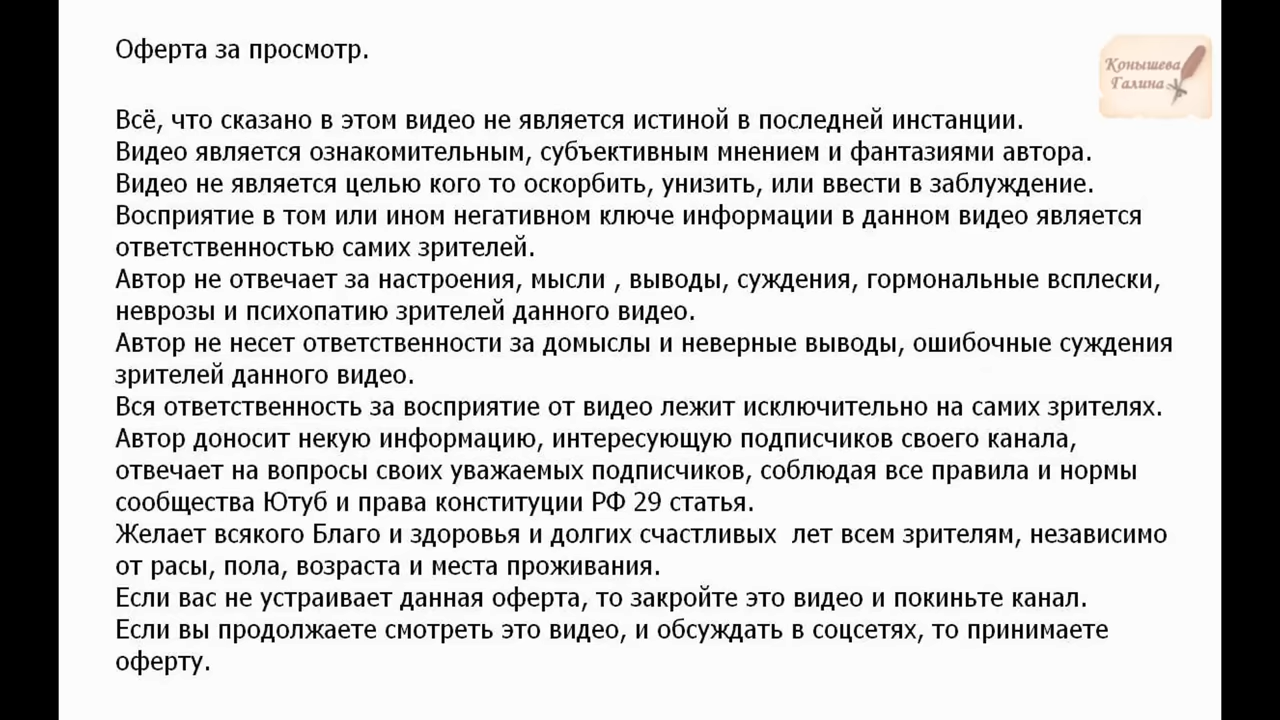 Оферта за просмотр.
Конышева
Галина
Всё, что сказано в этом видео не является истиной в последней инстанции.
Видео является ознакомительным, субъективным мнением и фантазиями автора.
Видео не является целью кого то оскорбить, унизить, или ввести в заблуждение.
Восприятие в том или ином негативном ключе информации в данном видео является
ответственностью самих зрителей.
Автор не отвечает за настроения, мысли , выводы, суждения, гормональные всплески,
неврозы и психопатию зрителей данного видео.
Автор не несет ответственности за домыслы и неверные выводы, ошибочные суждения
зрителей данного видео.
Вся ответственность за восприятие от видео лежит исключительно на самих зрителях.
Автор доносит некую информацию, интересующую подписчиков своего канала,
отвечает на вопросы своих уважаемых подписчиков, соблюдая все правила и нормы
сообщества Ютуб и права конституции РФ 29 статья.
Желает всякого Благо и здоровья и долгих счастливых  лет всем зрителям, независимо
от расы, пола, возраста и места проживания.
Если вас не устраивает данная оферта, то закройте это видео и покиньте канал.
Если вы продолжаете смотреть это видео, и обсуждать в соцсетях, то принимаете
оферту.